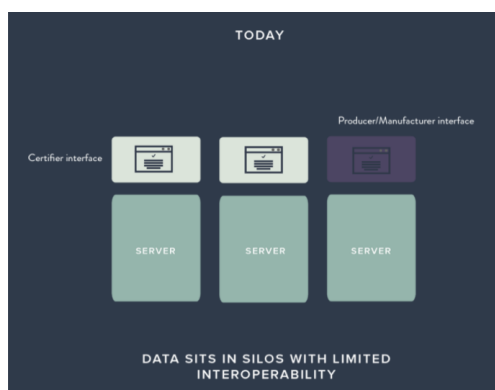 TODAY
Producer/Manufacturer interface
Certifier interface
SERVER
SERVER
SERVER
DATA SITS IN SILOS WITH LIMITED
INTEROPERABILITY